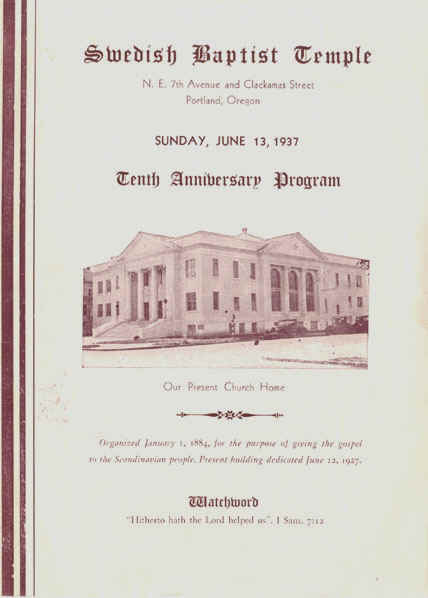 Swedish Baptist Temple
N. E. 7th Avenue and Clackamas Street
Portland, Oregon
SUNDAY, JUNE 13, 1937
Tenth Anniversary Program
Our Present Church Home
Organized January 1, 1884, for the purpose of giving the gospel
to the Scandinavian people. Present building dedicated June 12, 1927.
Watchword
"Hitherto hath the Lord helped us". I Sam. 7:12